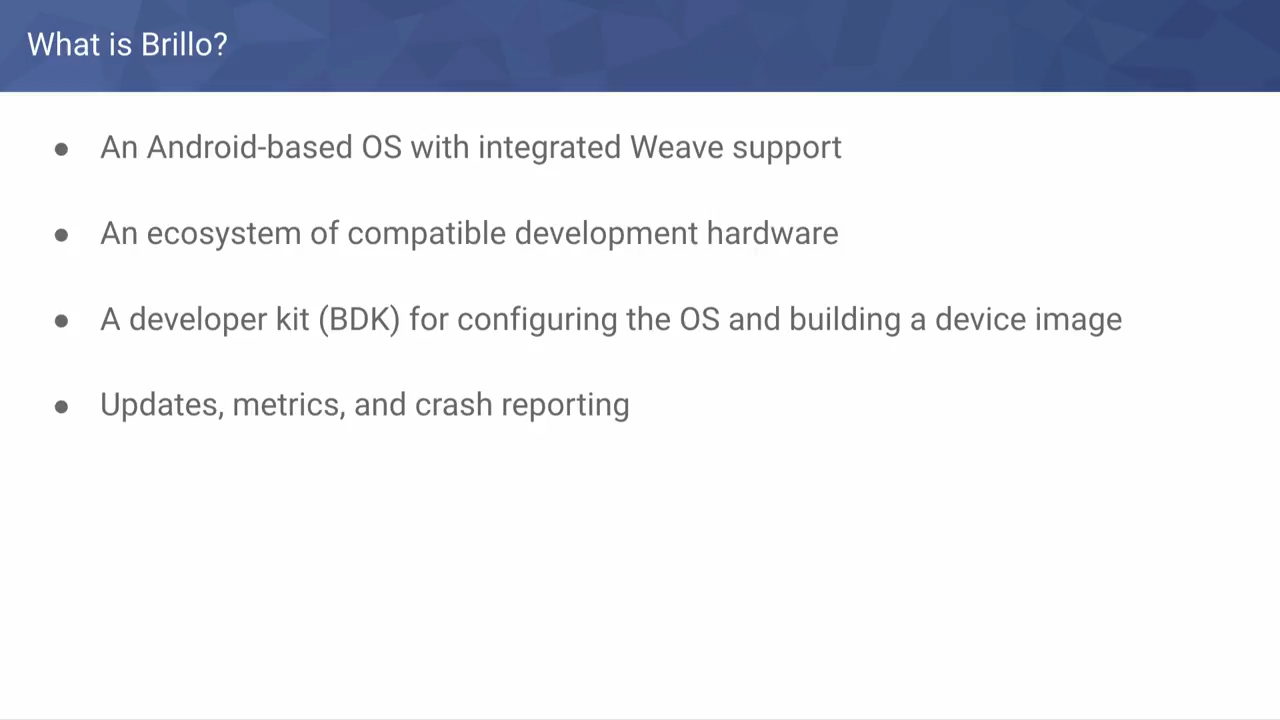 What is Brillo?
● An Android-based OS with integrated Weave support
● An ecosystem of compatible development hardware
● A developer kit (BDK) for configuring the OS and building a device image
● Updates, metrics, and crash reporting